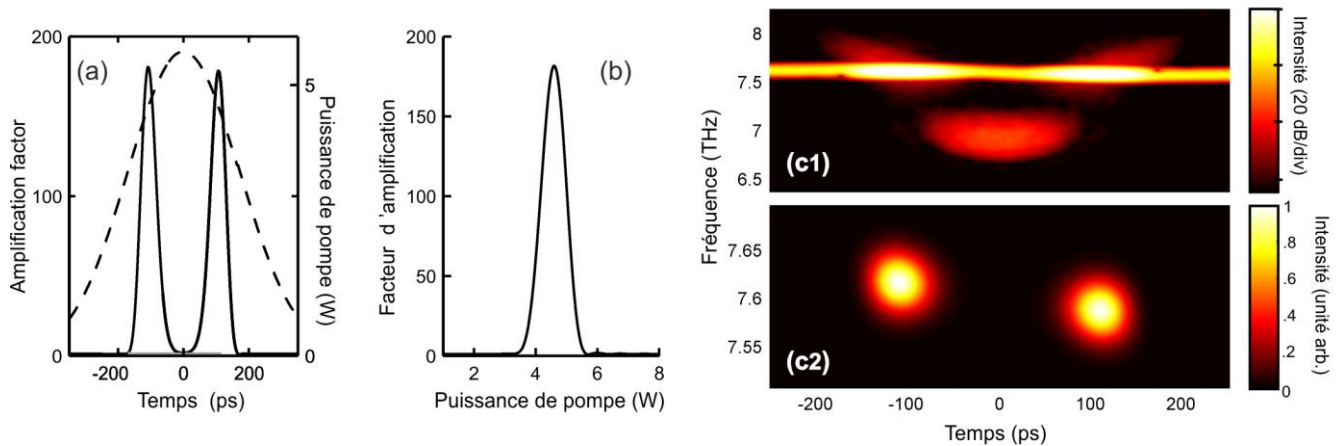 (a)
200
100
0
Amplification factor
-200
0
200
Temps (ps)
5
0
Puissance de pompe (W)
(b)
200
150
100
50
0
Facteur d 'amplification
2
4
6
8
Puissance de pompe (W)
(c1)
8
7.5
7
6.5
Fréquence (THz)
Intensité (20 dB/div)
(c2)
7.65
7.6
7.55
-200
-100
0
100
200
Temps (ps)
1
.8
.6
.4
.2
0
Intensité (unité arb.)